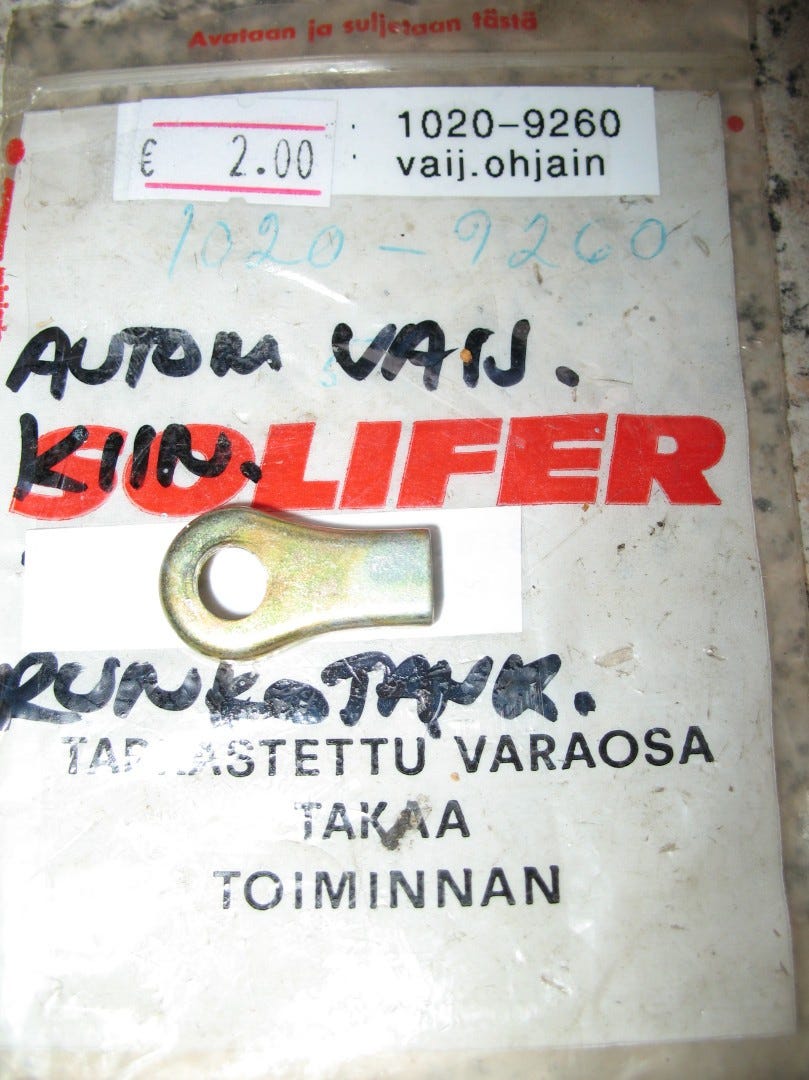 Avataan ja suljetaan tästä
€ 2.00
1020-9260
vaij.ohjain
1020-9260
AUTOM VAIJ.
KIIN.
SOLIFER
RUNKOTANK.
TARKASTETTU VARAOSA
TAKAA
TOIMINNAN